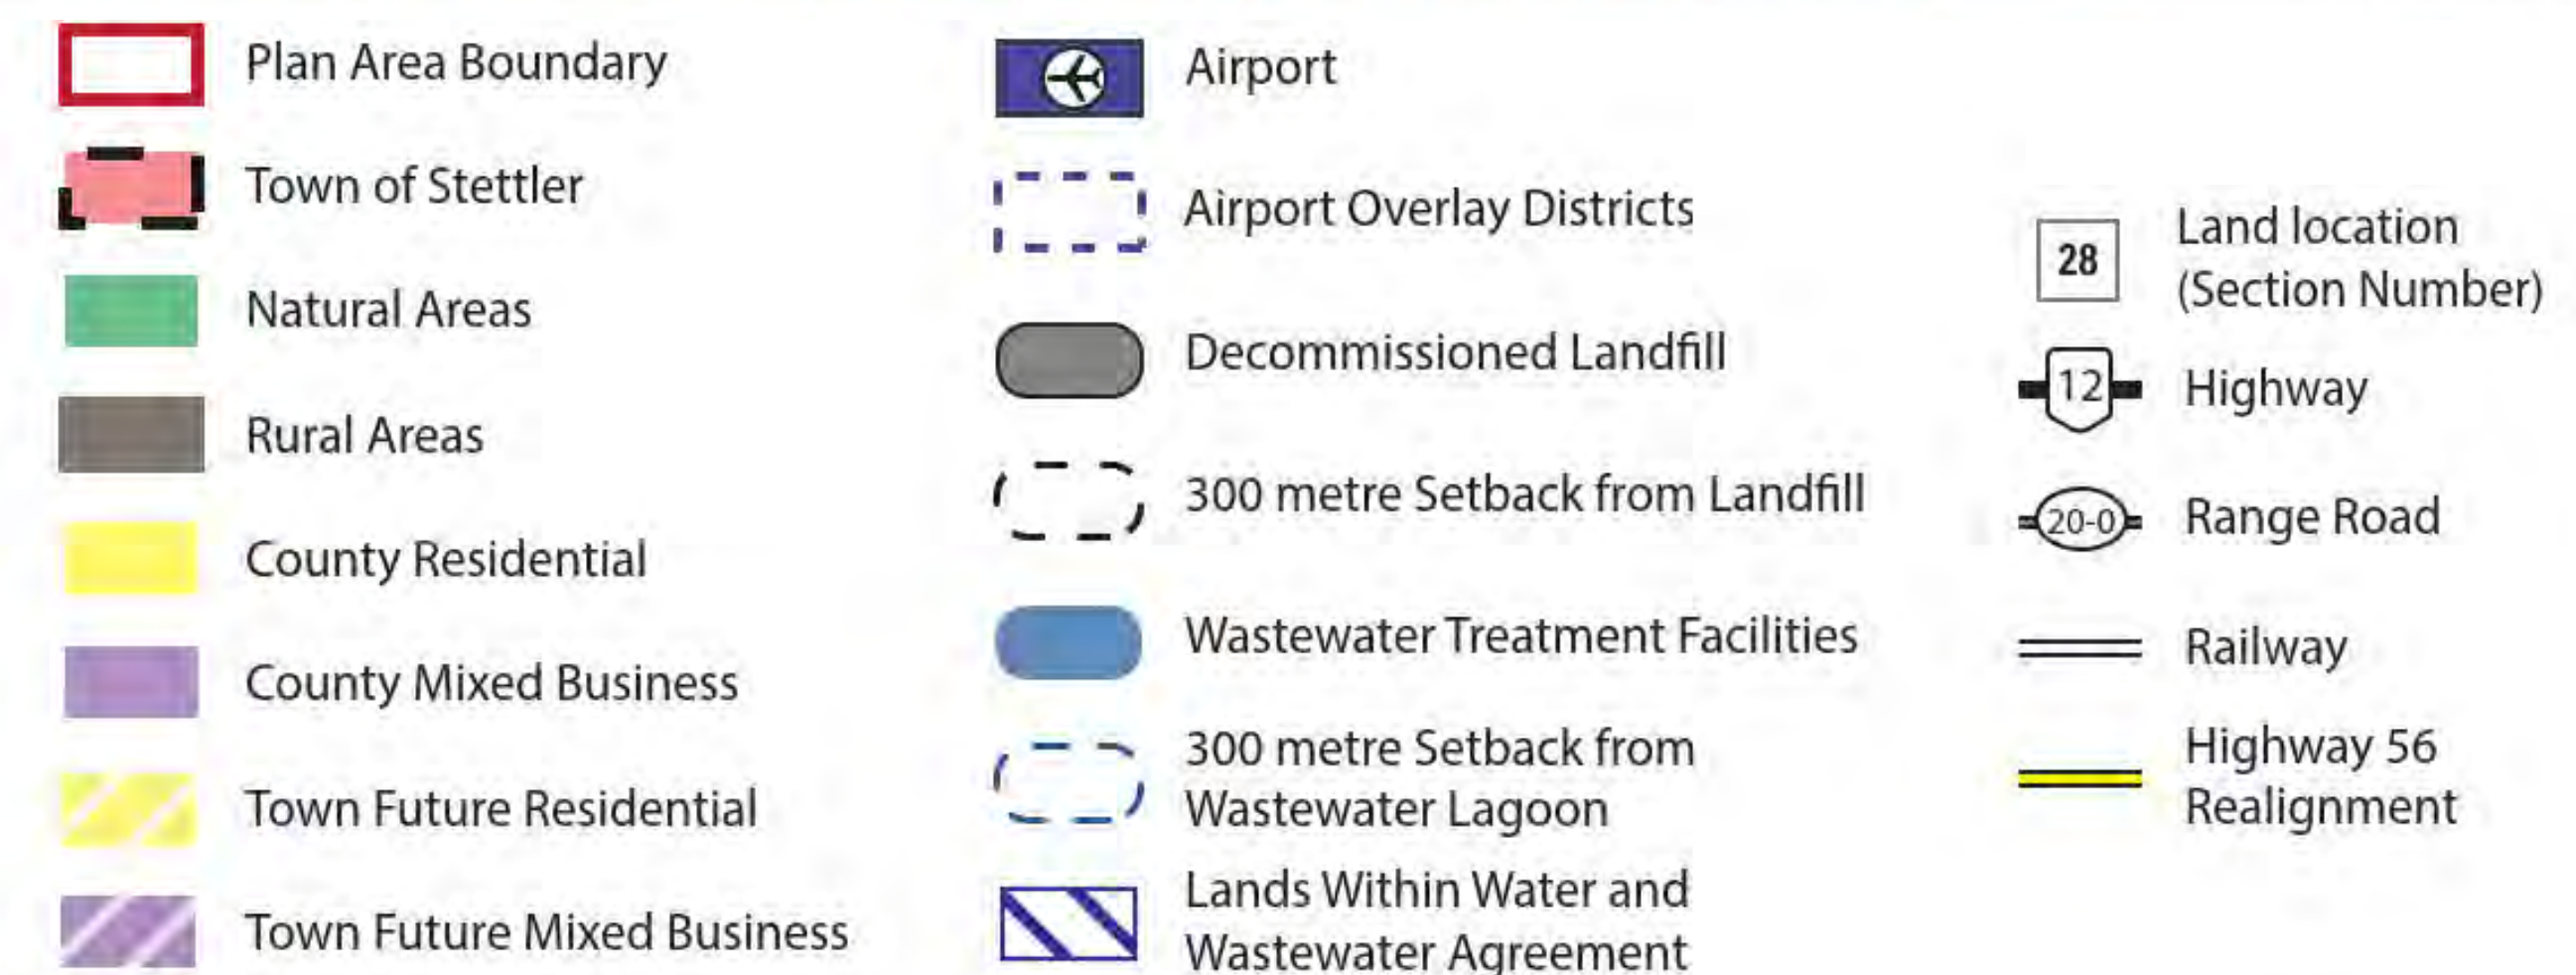 Plan Area Boundary
Town of Stettler
Natural Areas
Rural Areas
County Residential
County Mixed Business
Town Future Residential
Town Future Mixed Business
Airport
Airport Overlay Districts
Decommissioned Landfill
300 metre Setback from Landfill
Wastewater Treatment Facilities
300 metre Setback from
Wastewater Lagoon
Lands Within Water and
Wastewater Agreement
28
Land location
(Section Number)
12
Highway
20-0
Range Road
Railway
Highway 56
Realignment